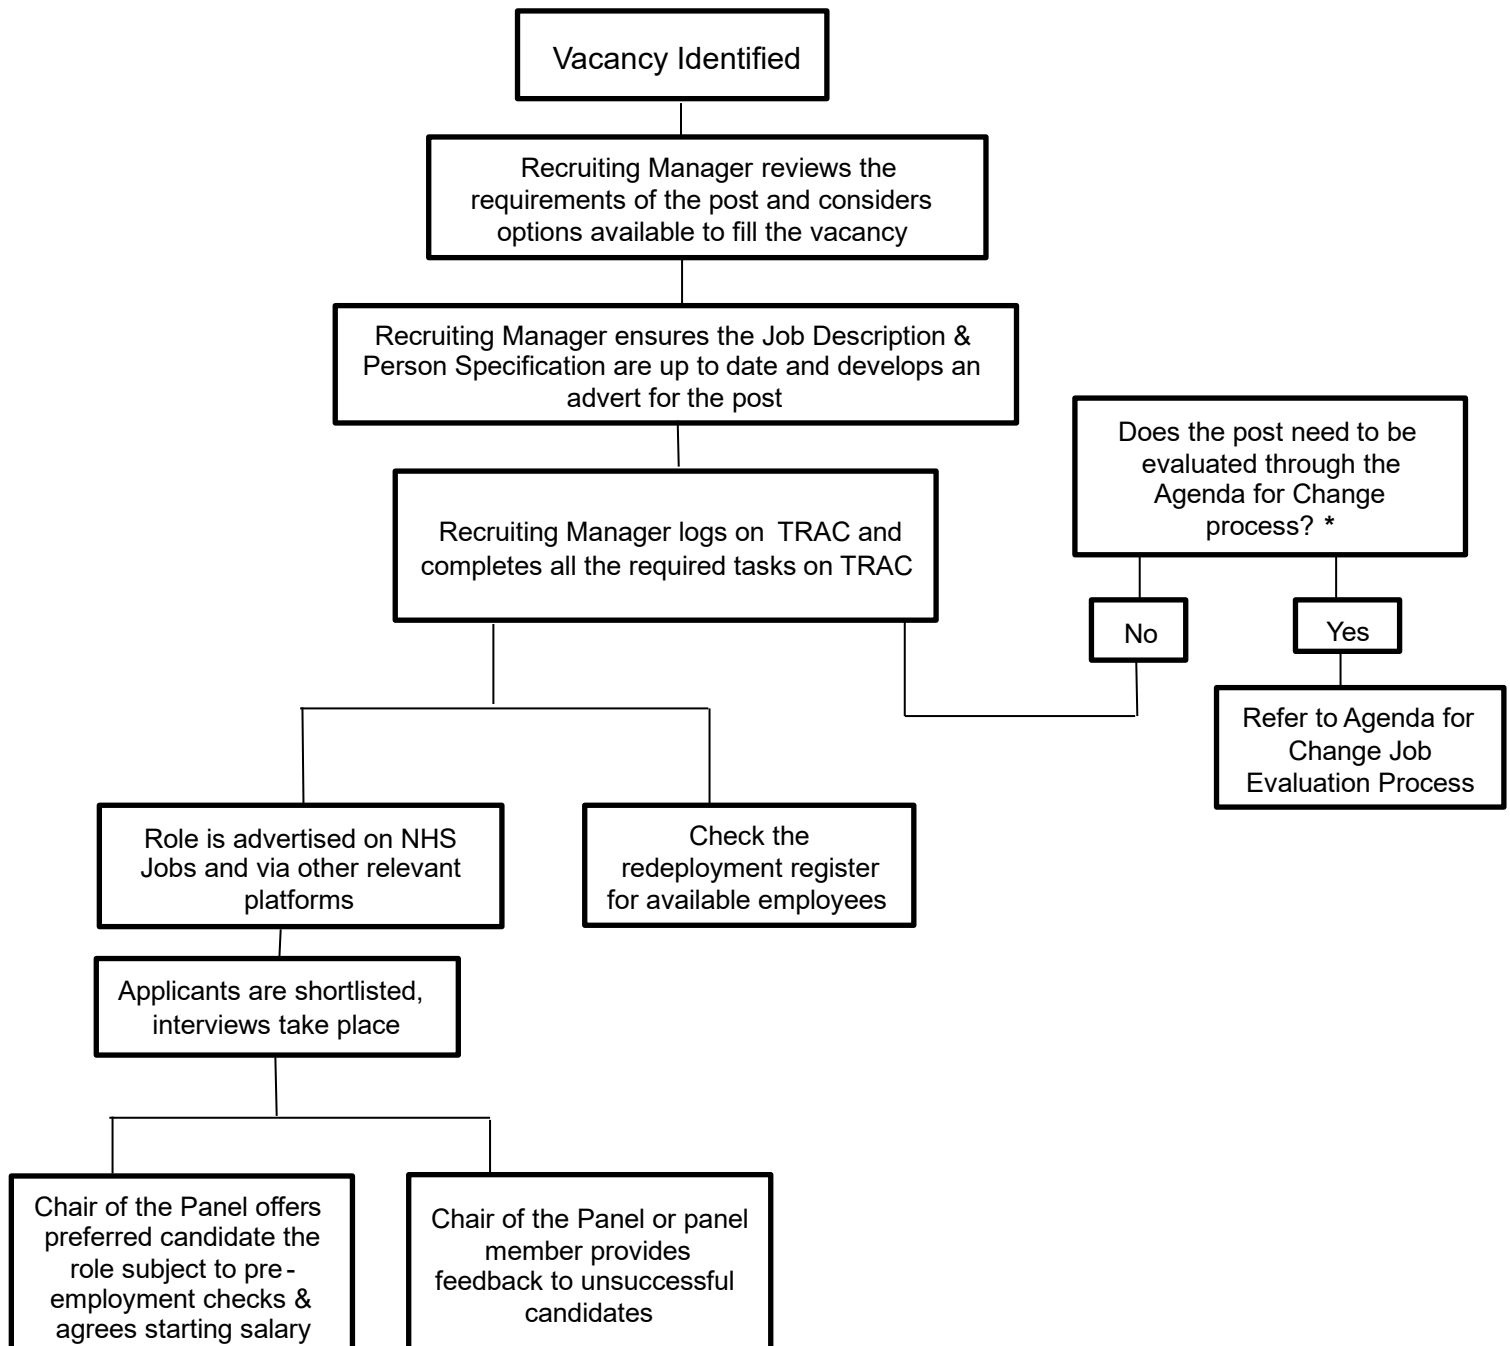 Vacancy Identified
Recruiting Manager reviews the
requirements of the post and considers
options available to fill the vacancy
Recruiting Manager ensures the Job Description &
Person Specification are up to date and develops an
advert for the post
Does the post need to be
evaluated through the
Agenda for Change
process? *
Recruiting Manager logs on TRAC and
completes all the required tasks on TRAC
No
Yes
Refer to Agenda for
Change Job
Evaluation Process
Role is advertised on NHS
Jobs and via other relevant
platforms
Check the
redeployment register
for available employees
Applicants are shortlisted,
interviews take place
Chair of the Panel offers
preferred candidate the
role subject to pre-
employment checks &
agrees starting salary
Chair of the Panel or panel
member provides
feedback to unsuccessful
candidates